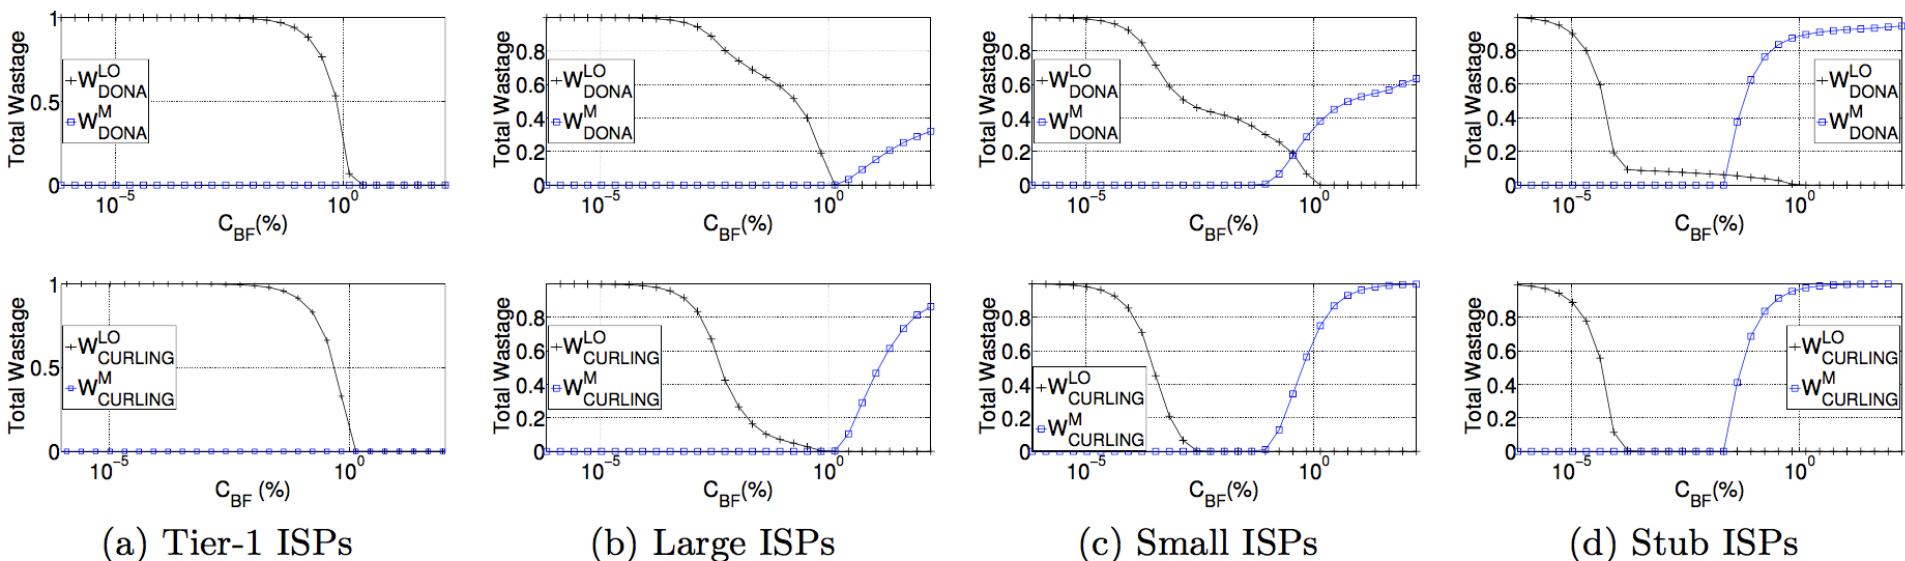 Total Wastage
1
0.5
0
W^LO_DONA
W^M_DONA
10^-5
10^0
C_BF(%)
Total Wastage
0.8
0.6
0.4
0.2
0
W^LO_DONA
W^M_DONA
10^-5
10^0
C_BF(%)
Total Wastage
0.8
0.6
0.4
0.2
0
W^LO_DONA
W^M_DONA
10^-5
10^0
C_BF(%)
Total Wastage
0.8
0.6
0.4
0.2
0
W^LO_DONA
W^M_DONA
10^-5
10^0
C_BF(%)
Total Wastage
1
0.5
0
W^LO_CURLING
W^M_CURLING
10^-5
10^0
C_BF (%)
Total Wastage
0.8
0.6
0.4
0.2
0
W^LO_CURLING
W^M_CURLING
10^-5
10^0
C_BF(%)
Total Wastage
0.8
0.6
0.4
0.2
0
W^LO_CURLING
W^M_CURLING
10^-5
10^0
C_BF(%)
Total Wastage
0.8
0.6
0.4
0.2
0
W^LO_CURLING
W^M_CURLING
10^-5
10^0
C_BF(%)
(a) Tier-1 ISPs
(b) Large ISPs
(c) Small ISPs
(d) Stub ISPs